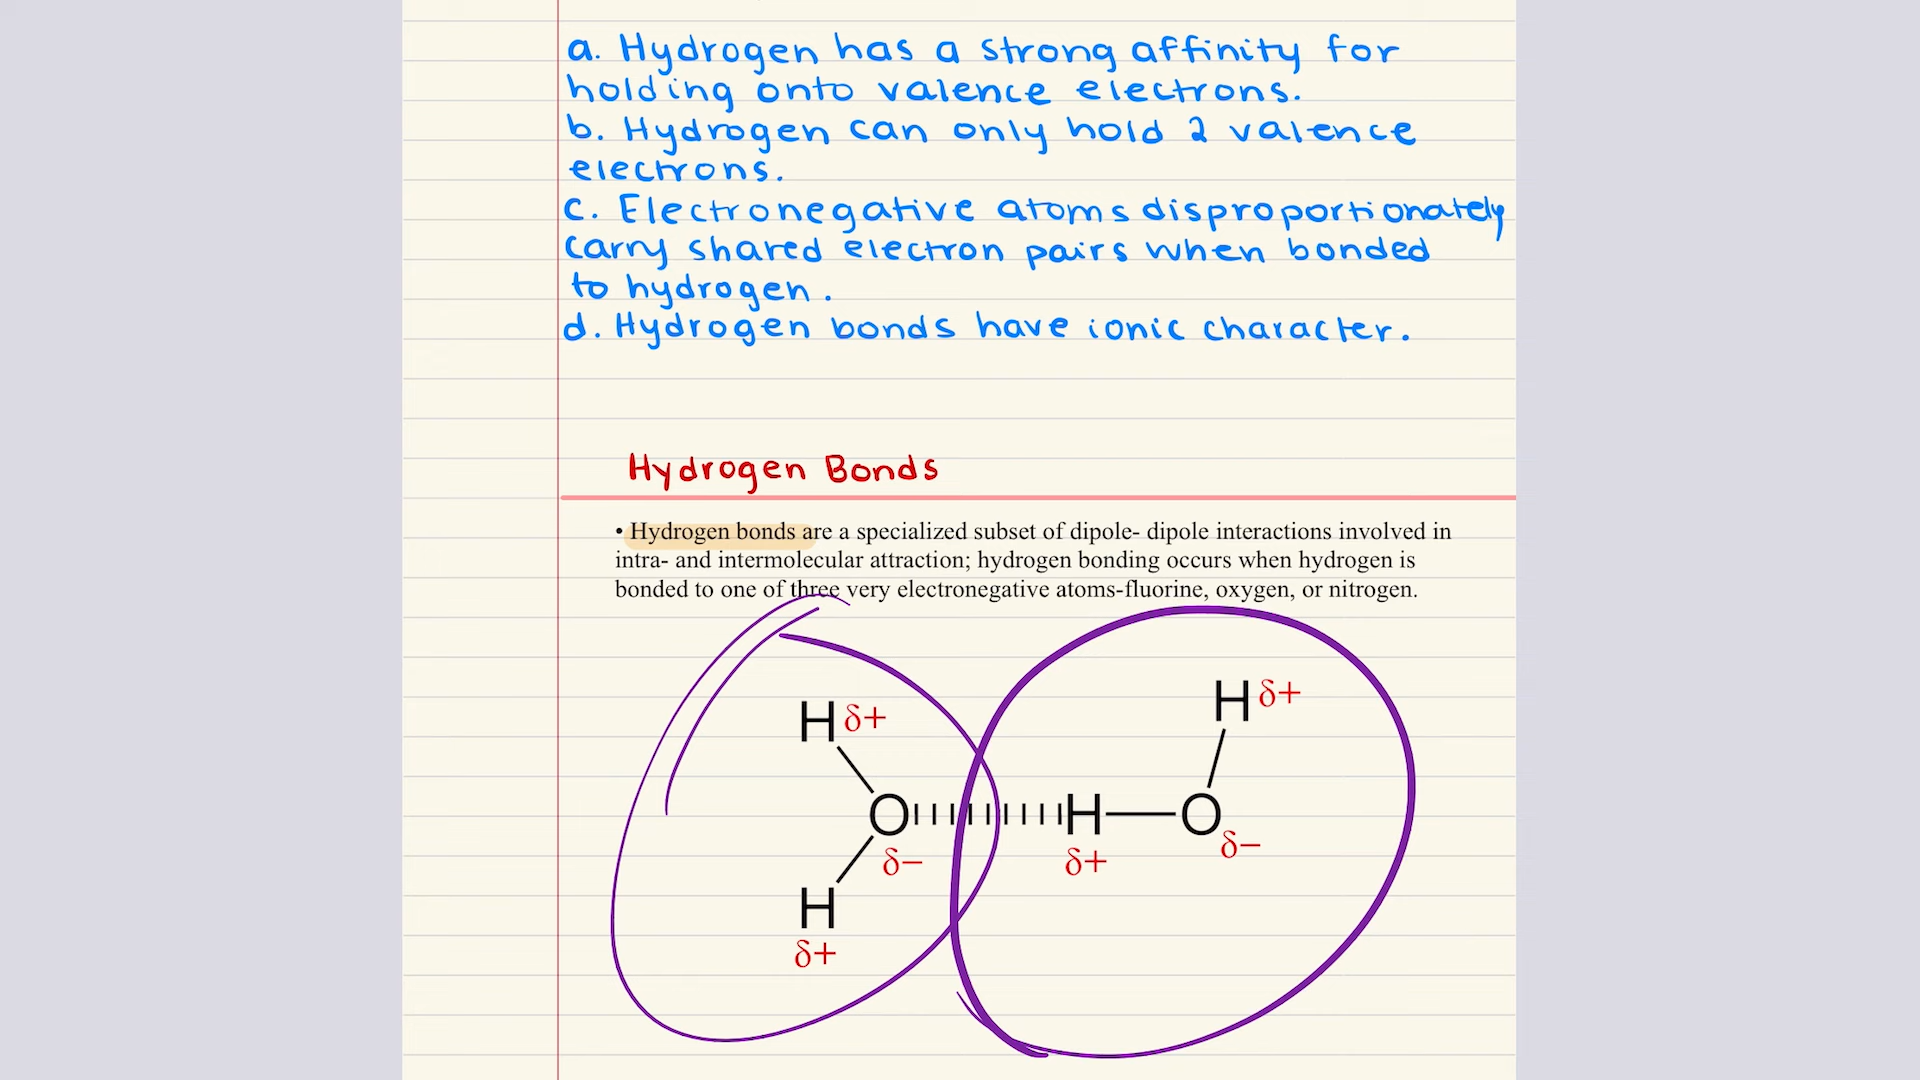 a. Hydrogen has a strong affinity for
holding onto valence electrons.
b. Hydrogen can only hold 2 valence
electrons.
c. Electronegative atoms disproportionately
carry shared electron pairs when bonded
to hydrogen.
d. Hydrogen bonds have ionic character.
Hydrogen Bonds
• Hydrogen bonds are a specialized subset of dipole- dipole interactions involved in
intra- and intermolecular attraction; hydrogen bonding occurs when hydrogen is
bonded to one of three very electronegative atoms-fluorine, oxygen, or nitrogen.
H δ+
H δ+
O
H
O
δ−
δ+
δ−
H
δ+